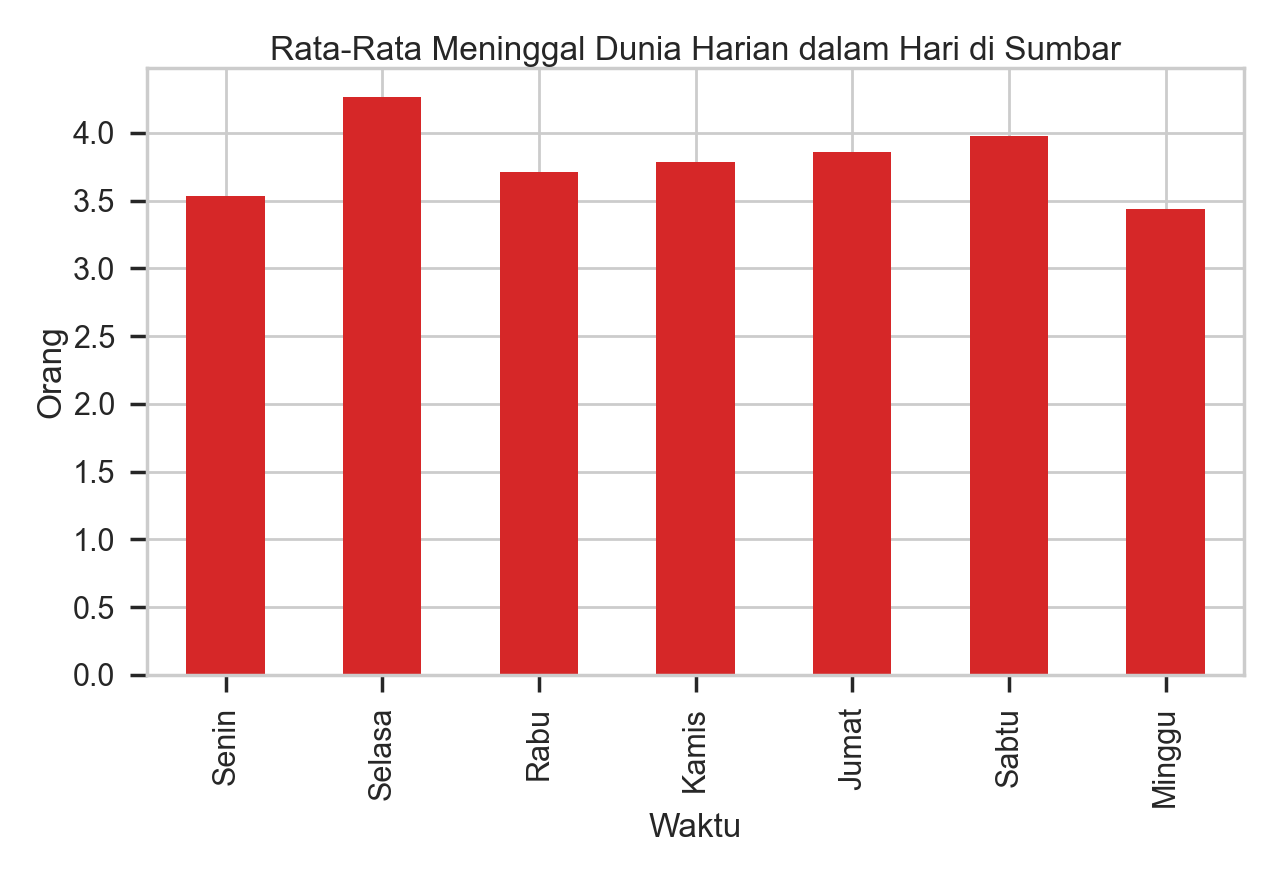 Rata-Rata Meninggal Dunia Harian dalam Hari di Sumbar
Orang
4.0
3.5
3.0
2.5
2.0
1.5
1.0
0.5
0.0
Senin
Selasa
Rabu
Kamis
Jumat
Sabtu
Minggu
Waktu